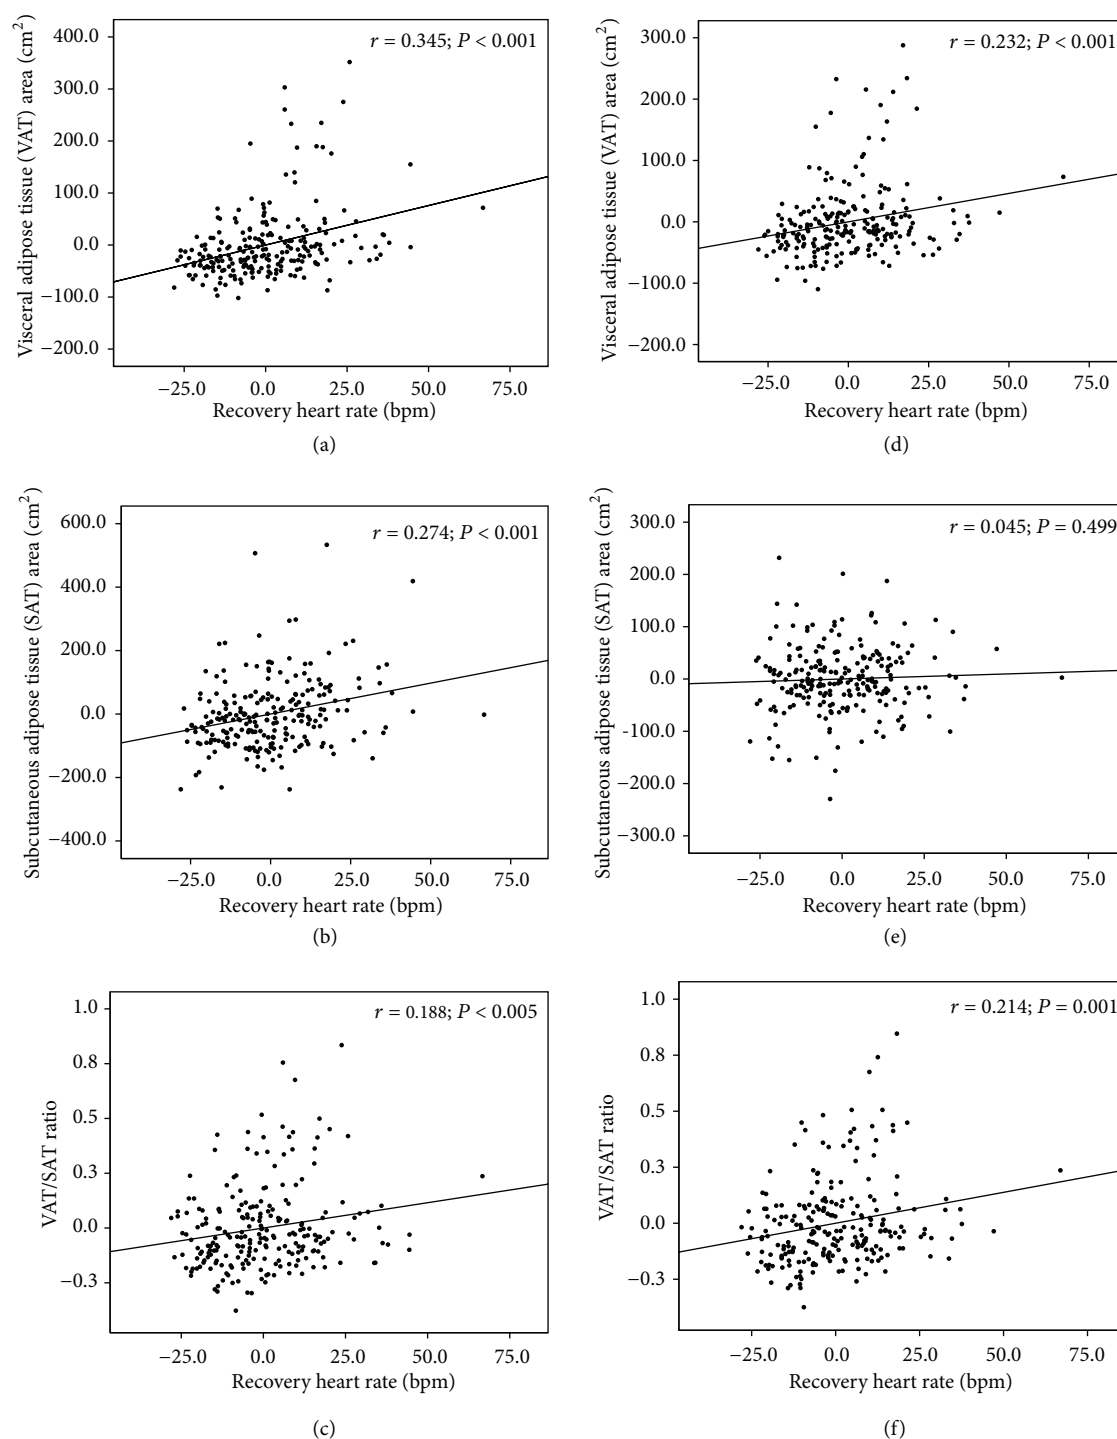 Visceral adipose tissue (VAT) area (cm²)
400.0
300.0
200.0
100.0
0.0
−100.0
−200.0
r = 0.345; P < 0.001
−25.0 0.0 25.0 50.0 75.0
Recovery heart rate (bpm)
(a)
Visceral adipose tissue (VAT) area (cm²)
300.0
200.0
100.0
0.0
−100.0
−200.0
r = 0.232; P < 0.001
−25.0 0.0 25.0 50.0 75.0
Recovery heart rate (bpm)
(d)
Subcutaneous adipose tissue (SAT) area (cm²)
600.0
400.0
200.0
0.0
−200.0
−400.0
r = 0.274; P < 0.001
−25.0 0.0 25.0 50.0 75.0
Recovery heart rate (bpm)
(b)
Subcutaneous adipose tissue (SAT) area (cm²)
300.0
200.0
100.0
0.0
-100.0
−200.0
−300.0
r = 0.045; P = 0.499
−25.0 0.0 25.0 50.0 75.0
Recovery heart rate (bpm)
(e)
VAT/SAT ratio
1.0
0.8
0.5
0.3
0.0
−0.3
r = 0.188; P < 0.005
−25.0 0.0 25.0 50.0 75.0
Recovery heart rate (bpm)
(c)
VAT/SAT ratio
1.0
0.8
0.5
0.3
0.0
−0.3
r = 0.214; P = 0.001
−25.0 0.0 25.0 50.0 75.0
Recovery heart rate (bpm)
(f)